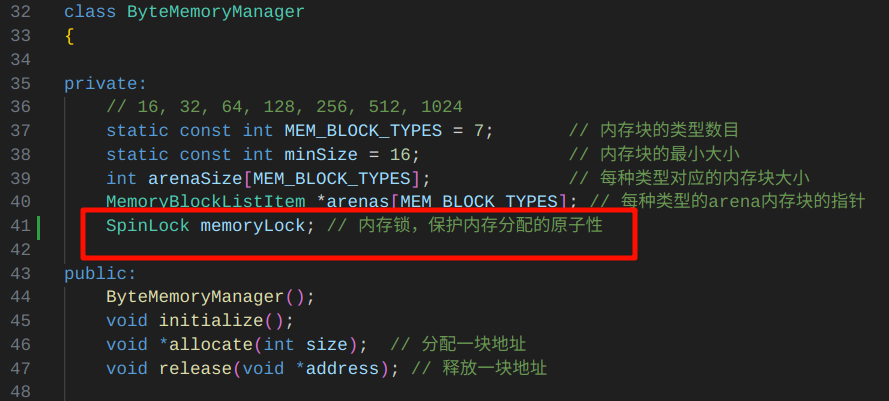 32 class ByteMemoryManager
33 {
34
35 private:
36 // 16, 32, 64, 128, 256, 512, 1024
37 static const int MEM_BLOCK_TYPES = 7; // 内存块的类型数目
38 static const int minSize = 16; // 内存块的最小大小
39 int arenaSize[MEM_BLOCK_TYPES]; // 每种类型对应的内存块大小
40 MemoryBlockListItem *arenas[MEM_BLOCK_TYPES]; // 每种类型的arena内存块的指针
41 SpinLock memoryLock; // 内存锁，保护内存分配的原子性
42
43 public:
44 ByteMemoryManager();
45 void initialize();
46 void *allocate(int size); // 分配一块地址
47 void release(void *address); // 释放一块地址
48